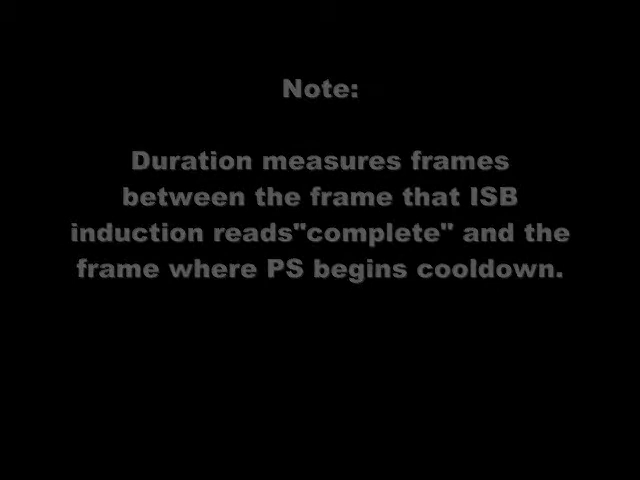 Note:
Duration measures frames
between the frame that ISB
induction reads"complete" and the
frame where PS begins cooldown.